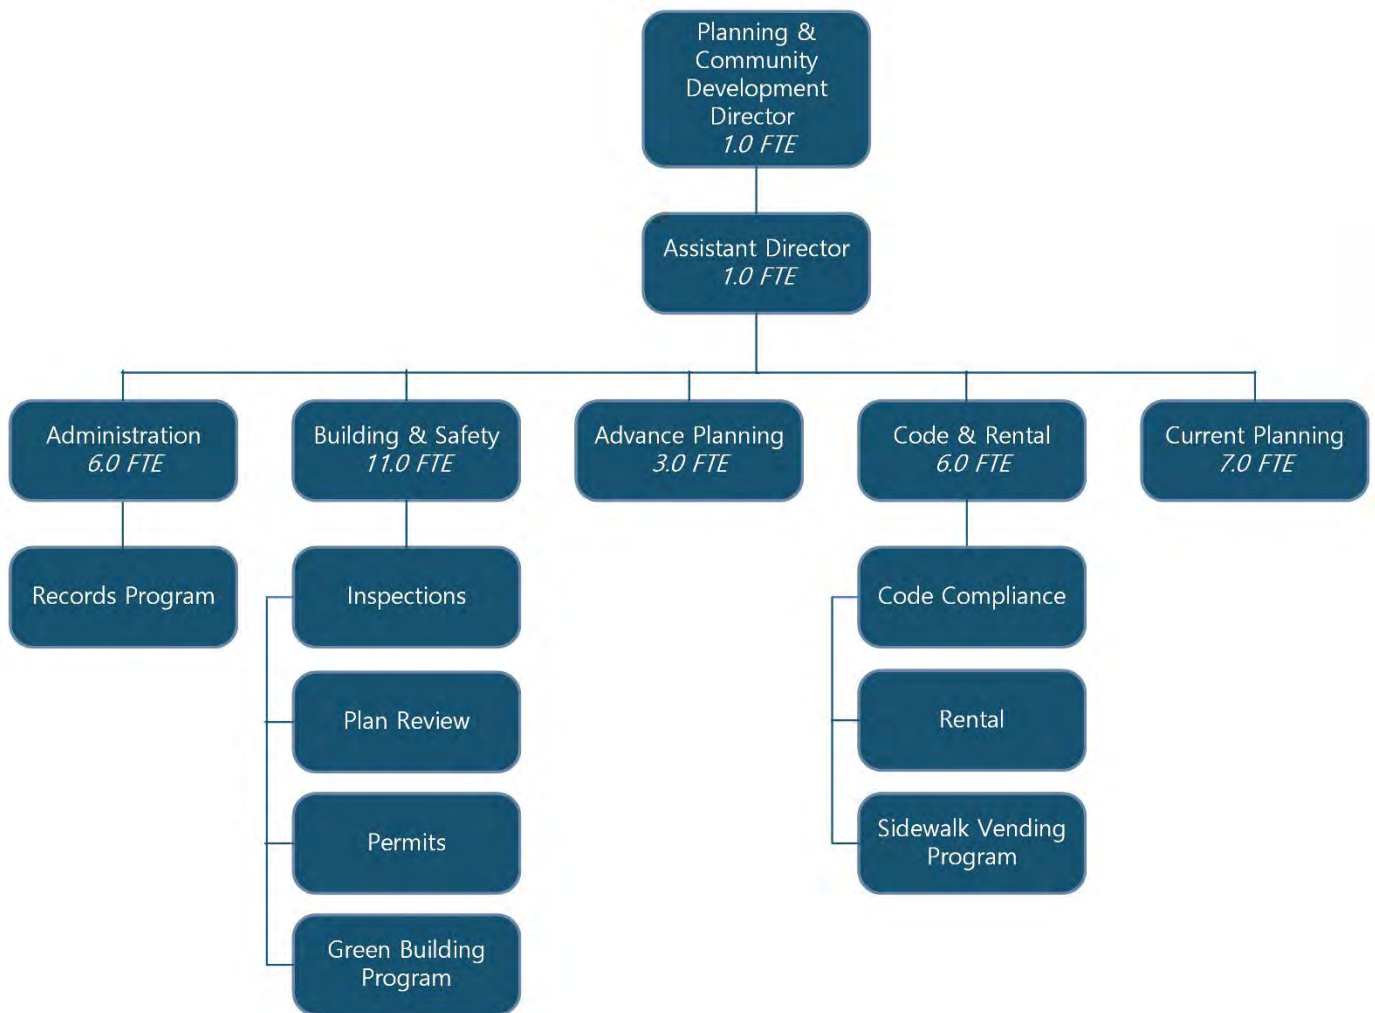 Planning &
Community
Development
Director
1.0 FTE
Assistant Director
1.0 FTE
Administration
6.0 FTE
Building & Safety
11.0 FTE
Advance Planning
3.0 FTE
Code & Rental
6.0 FTE
Current Planning
7.0 FTE
Records Program
Inspections
Code Compliance
Plan Review
Rental
Permits
Sidewalk Vending
Program
Green Building
Program